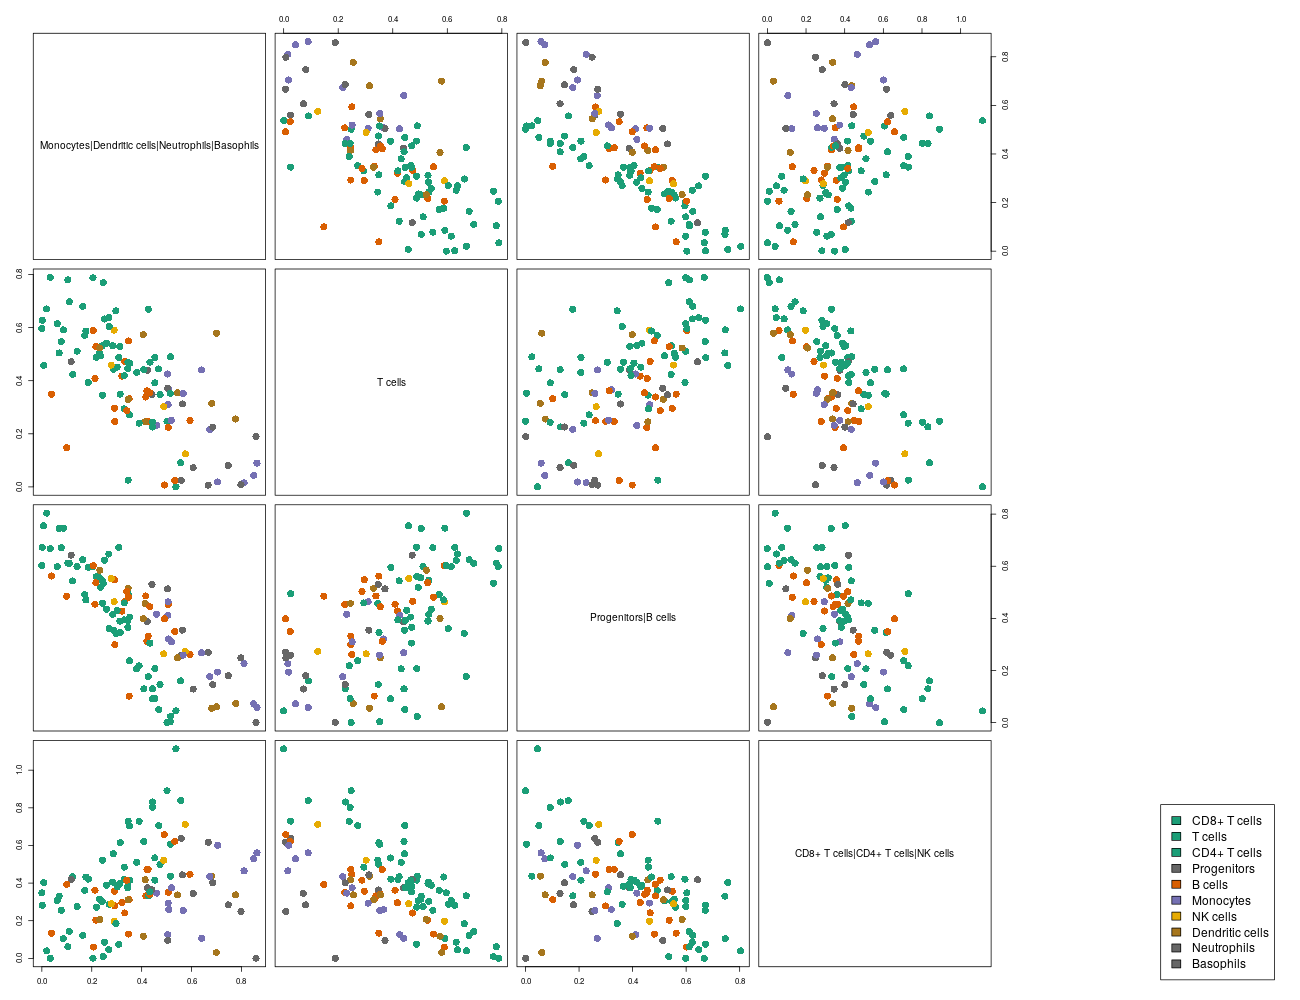 0.0 0.2 0.4 0.6 0.8 0.0 0.2 0.4 0.6 0.8 1.0
Monocytes|Dendritic cells|Neutrophils|Basophils
0.0 0.2 0.4 0.6 0.8
T cells
0.0 0.2 0.4 0.6 0.8
Progenitors|B cells
0.0 0.2 0.4 0.6 0.8
CD8+ T cells|CD4+ T cells|NK cells
0.0 0.2 0.4 0.6 0.8 1.0
0.0 0.2 0.4 0.6 0.8 0.0 0.2 0.4 0.6 0.8
CD8+ T cells
T cells
CD4+ T cells
Progenitors
B cells
Monocytes
NK cells
Dendritic cells
Neutrophils
Basophils